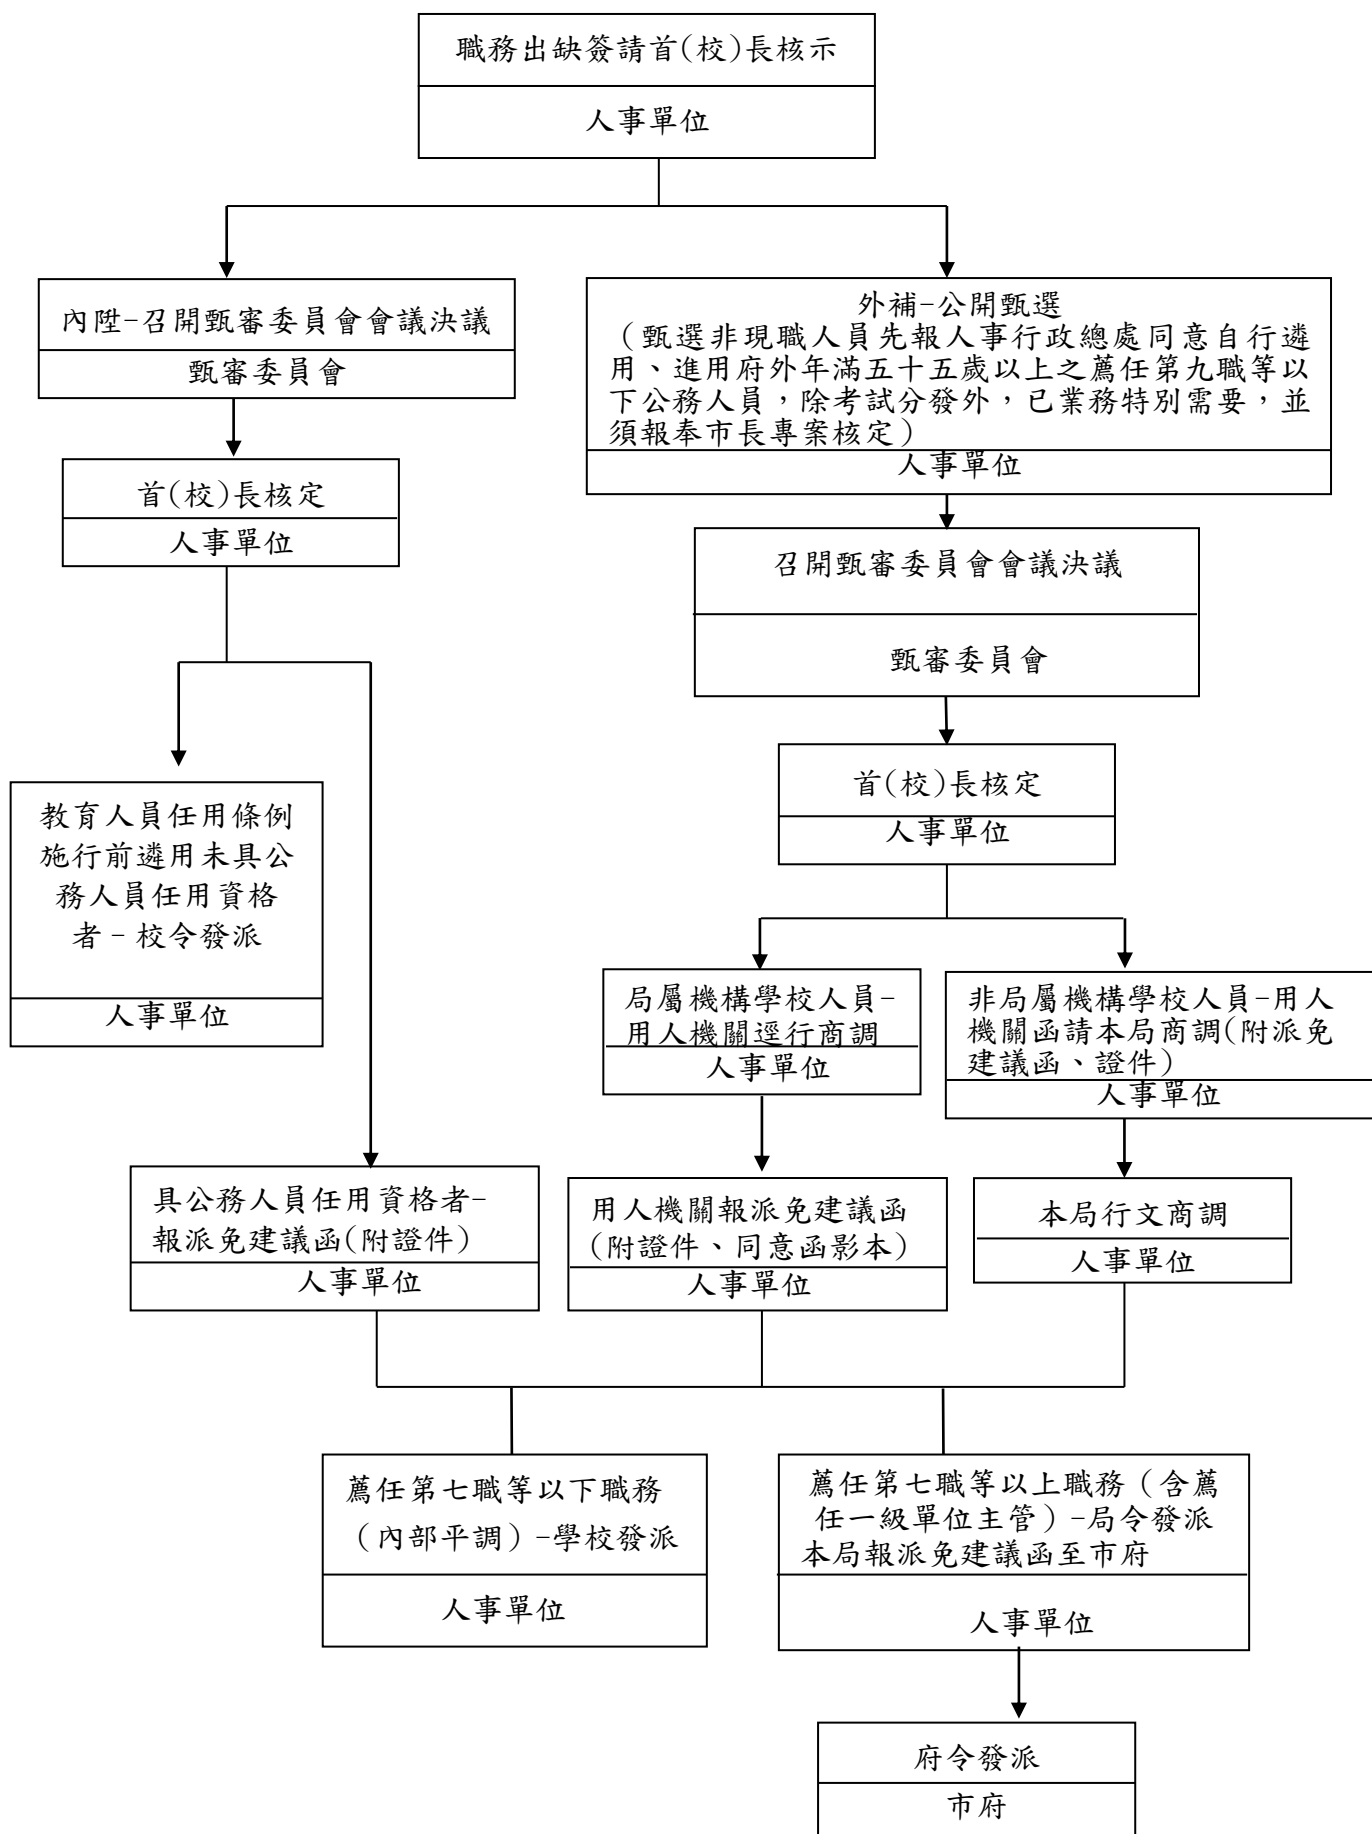 職務出缺簽請首(校)長核示
人事單位
內陞-召開甄審委員會會議決議
甄審委員會
首(校)長核定
人事單位
外補-公開甄選
（甄選非現職人員先報人事行政總處同意自行遴
用、進用府外年滿五十五歲以上之薦任第九職等以
下公務人員，除考試分發外，已業務特別需要，並
須報奉市長專案核定）
人事單位
召開甄審委員會會議決議
甄審委員會
首(校)長核定
人事單位
教育人員任用條例
施行前遴用未具公
務人員任用資格
者-校令發派
人事單位
局屬機構學校人員-
用人機關逕行商調
人事單位
非局屬機構學校人員-用人
機關函請本局商調(附派免
建議函、證件)
人事單位
具公務人員任用資格者-
報派免建議函(附證件)
人事單位
用人機關報派免建議函
(附證件、同意函影本)
人事單位
本局行文商調
人事單位
薦任第七職等以下職務
（內部平調）-學校發派
人事單位
薦任第七職等以上職務（含薦
任一級單位主管）-局令發派
本局報派免建議函至市府
人事單位
府令發派
市府